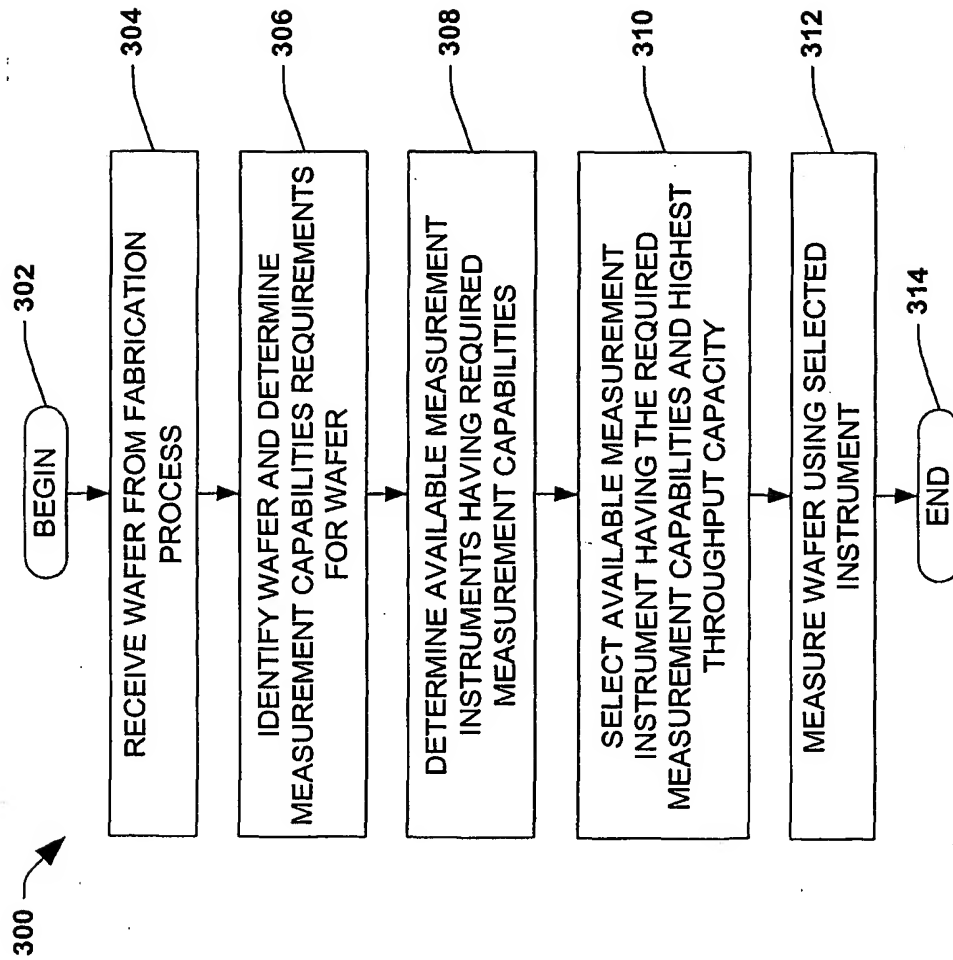 300
BEGIN
302
RECEIVE WAFER FROM FABRICATION
PROCESS
304
IDENTIFY WAFER AND DETERMINE
MEASUREMENT CAPABILITIES REQUIREMENTS
FOR WAFER
306
DETERMINE AVAILABLE MEASUREMENT
INSTRUMENTS HAVING REQUIRED
MEASUREMENT CAPABILITIES
308
SELECT AVAILABLE MEASUREMENT
INSTRUMENT HAVING THE REQUIRED
MEASUREMENT CAPABILITIES AND HIGHEST
THROUGHPUT CAPACITY
310
MEASURE WAFER USING SELECTED
INSTRUMENT
312
END
314